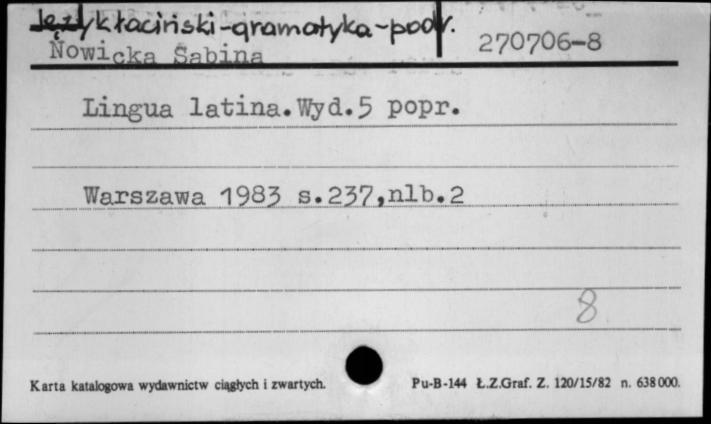 Język łaciński-gramatyka-podr.
Nowicka Sabina 270706-8
Lingua latina.Wyd.5 popr.
Warszawa 1983 s.237,nlb.2
8
Karta katalogowa wydawnictw ciągłych i zwartych. Pu-B-144 Ł.Z.Graf. Z. 120/15/82 n. 638000.